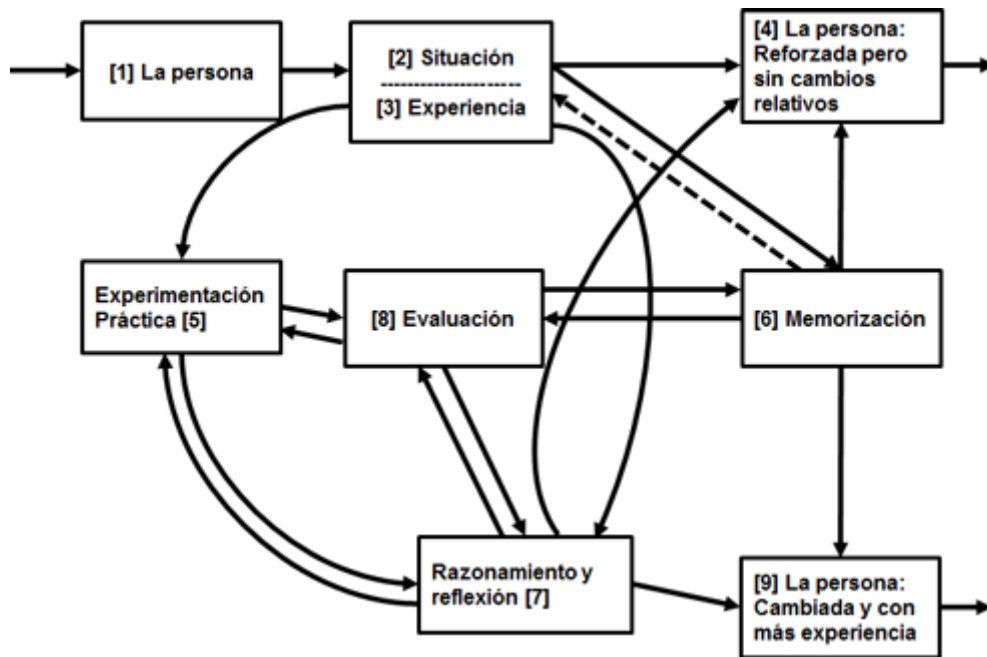 [1] La persona
[2] Situación
[3] Experiencia
[4] La persona:
Reforzada pero
sin cambios
relativos
Experimentación
Práctica [5]
[8] Evaluación
[6] Memorización
Razonamiento y
reflexión [7]
[9] La persona:
Cambiada y con
más experiencia